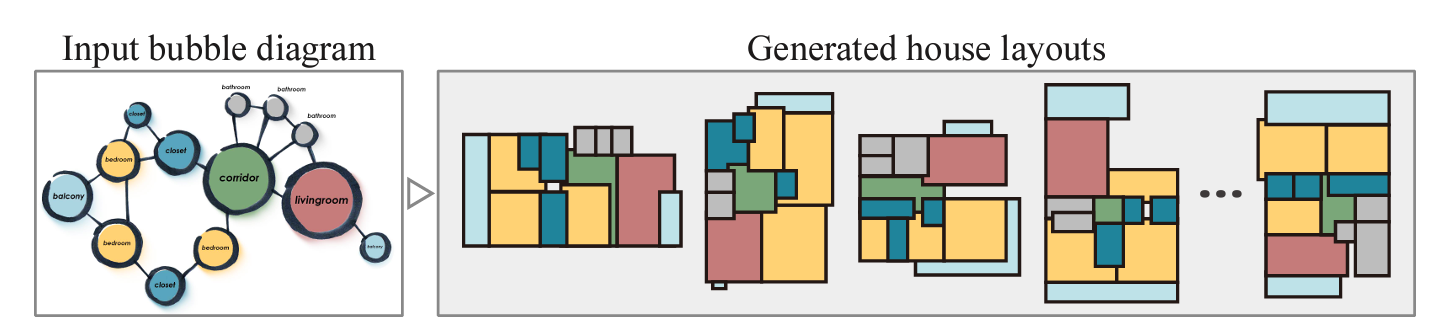 Input bubble diagram
Generated house layouts
bathroom
bathroom
closet
bathroom
closet
bedroom
corridor
balcony
livingroom
bedroom
bedroom
balcony
closet